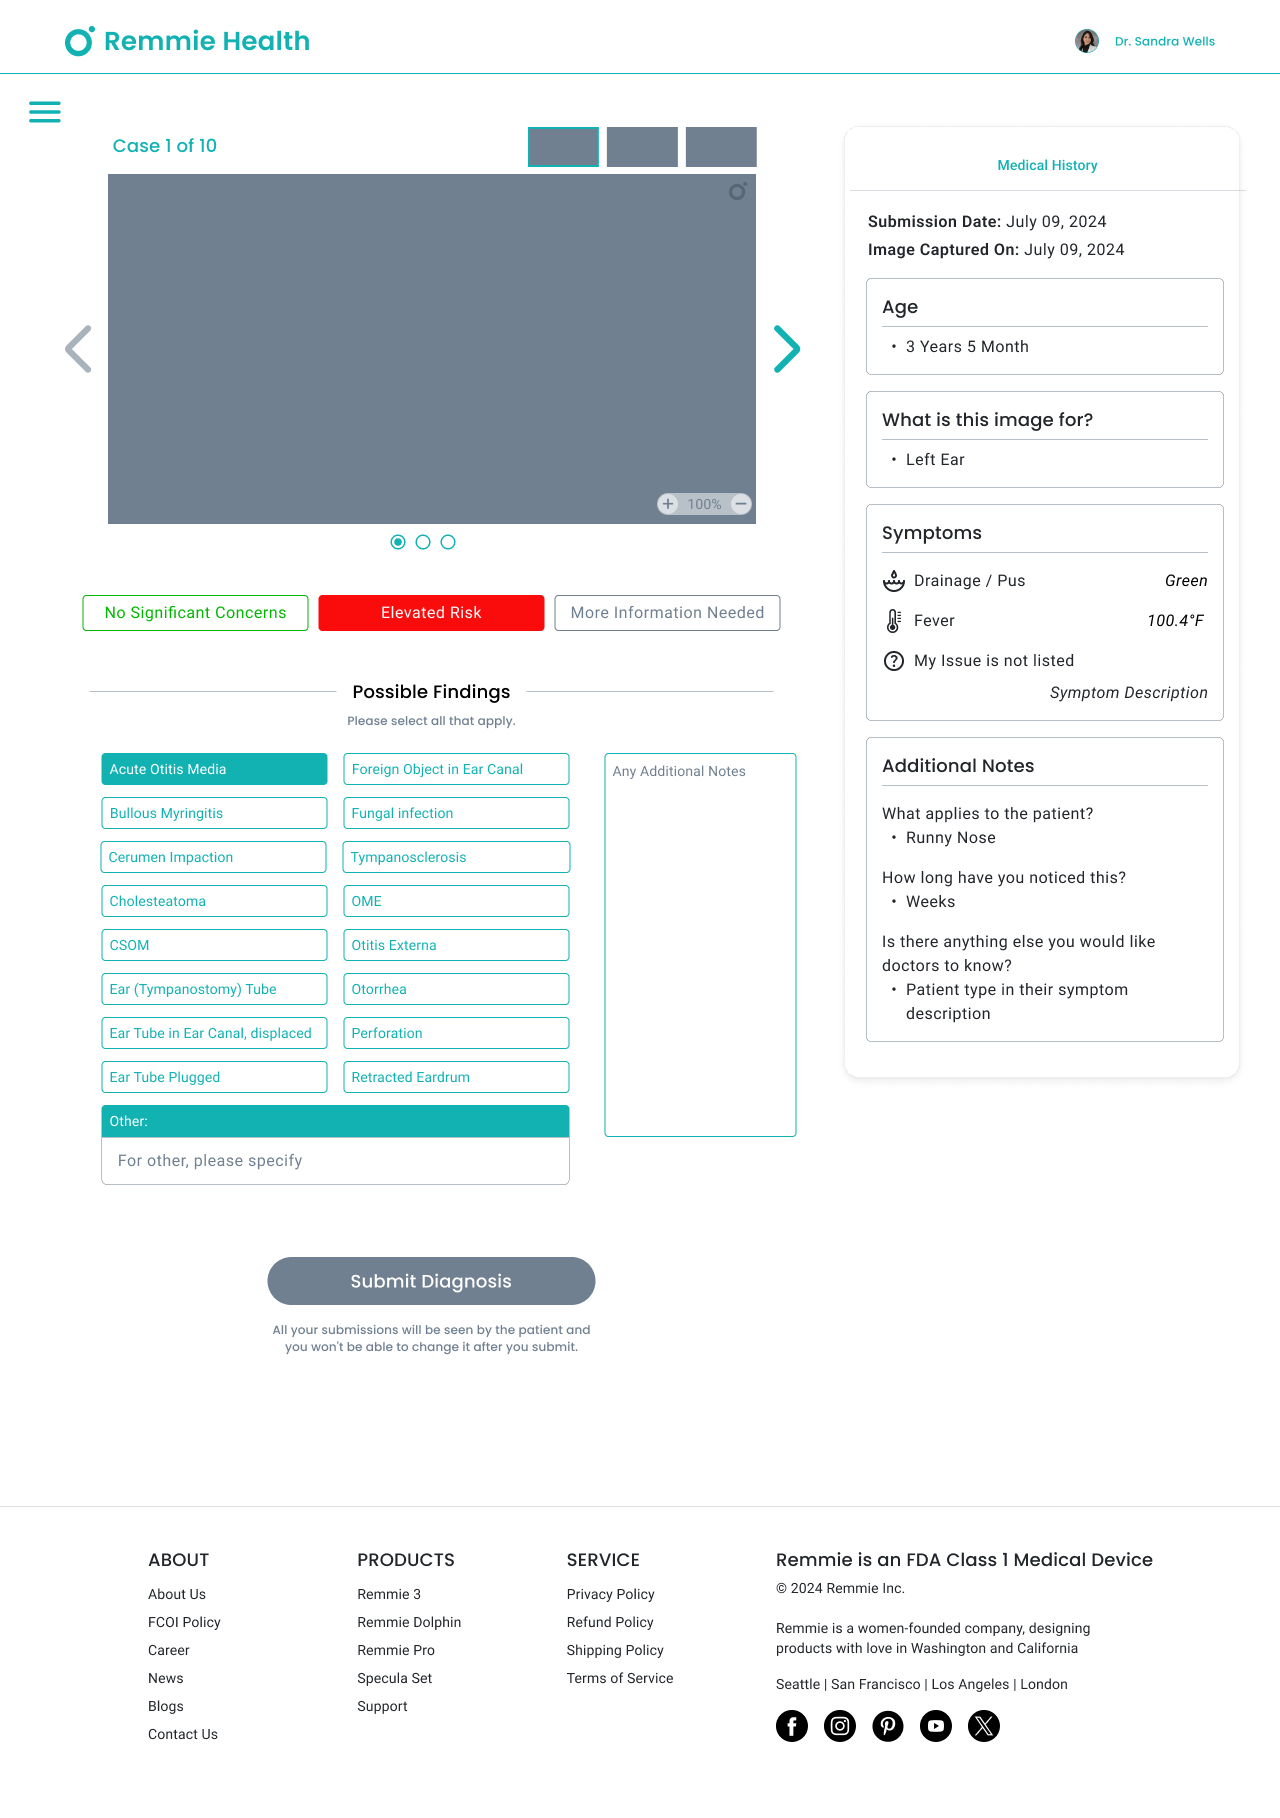 Remmie Health
Dr. Sandra Wells
Case 1 of 10
100%
No Significant Concerns
Elevated Risk
More Information Needed
Possible Findings
Please select all that apply.
Acute Otitis Media
Foreign Object in Ear Canal
Bullous Myringitis
Fungal infection
Cerumen Impaction
Tympanosclerosis
Cholesteatoma
OME
CSOM
Otitis Externa
Ear (Tympanostomy) Tube
Otorrhea
Ear Tube in Ear Canal, displaced
Perforation
Ear Tube Plugged
Retracted Eardrum
Other:
For other, please specify
Any Additional Notes
Submit Diagnosis
All your submissions will be seen by the patient and
you won't be able to change it after you submit.
Medical History
Submission Date: July 09, 2024
Image Captured On: July 09, 2024
Age
• 3 Years 5 Month
What is this image for?
• Left Ear
Symptoms
Drainage / Pus Green
Fever 100.4°F
My Issue is not listed
Symptom Description
Additional Notes
What applies to the patient?
• Runny Nose
How long have you noticed this?
• Weeks
Is there anything else you would like
doctors to know?
• Patient type in their symptom
description
ABOUT
About Us
FCOI Policy
Career
News
Blogs
Contact Us
PRODUCTS
Remmie 3
Remmie Dolphin
Remmie Pro
Specula Set
Support
SERVICE
Privacy Policy
Refund Policy
Shipping Policy
Terms of Service
Remmie is an FDA Class 1 Medical Device
© 2024 Remmie Inc.
Remmie is a women-founded company, designing
products with love in Washington and California
Seattle | San Francisco | Los Angeles | London